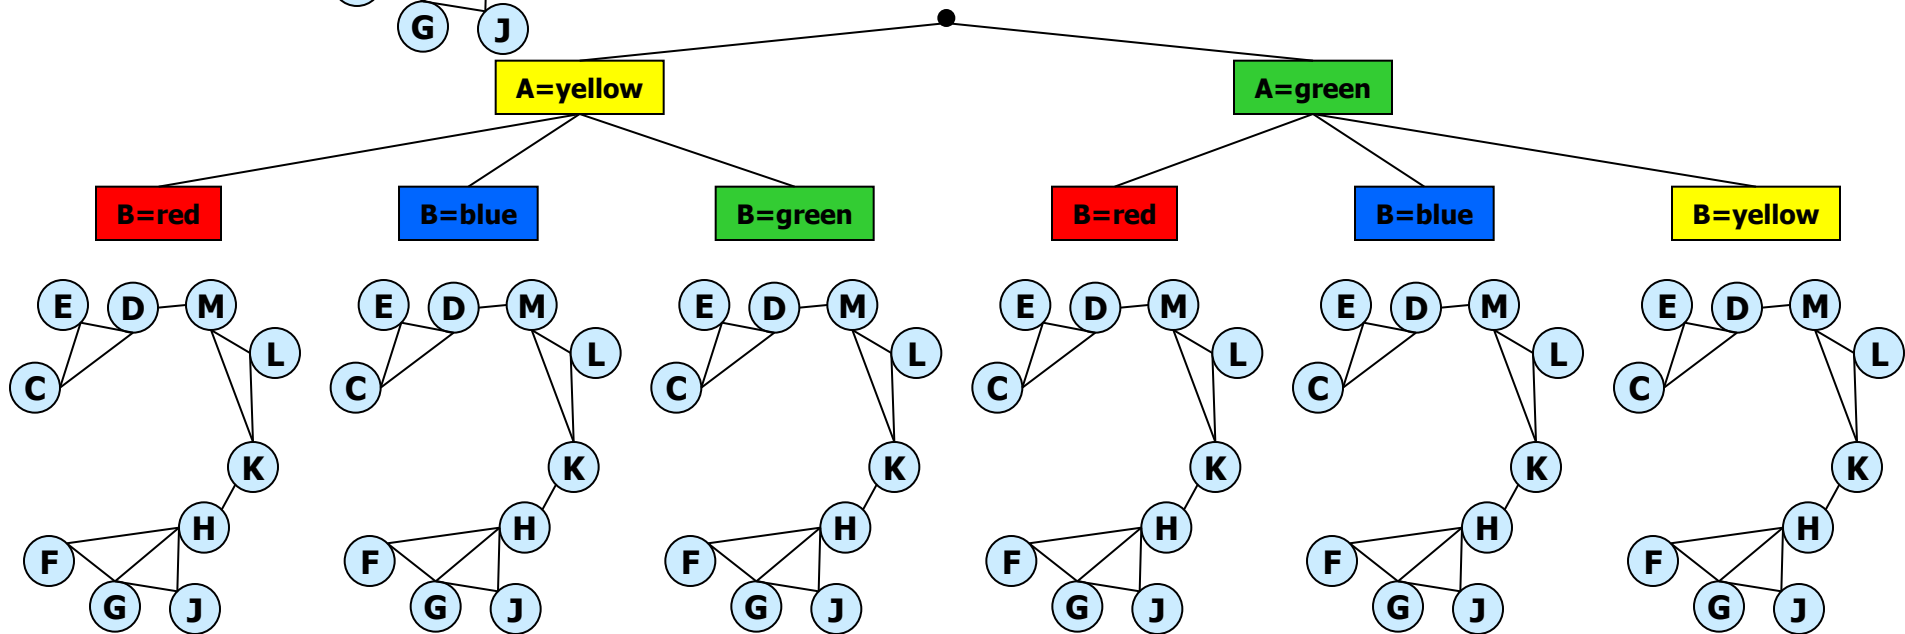 G J
A=yellow A=green
B=red B=blue B=green B=red B=blue B=yellow
E D M E D M E D M E D M E D M E D M
L L L L L L
C C C C C C
K K K K K K
H H H H H H
F F F F F F
G J G J G J G J G J G J